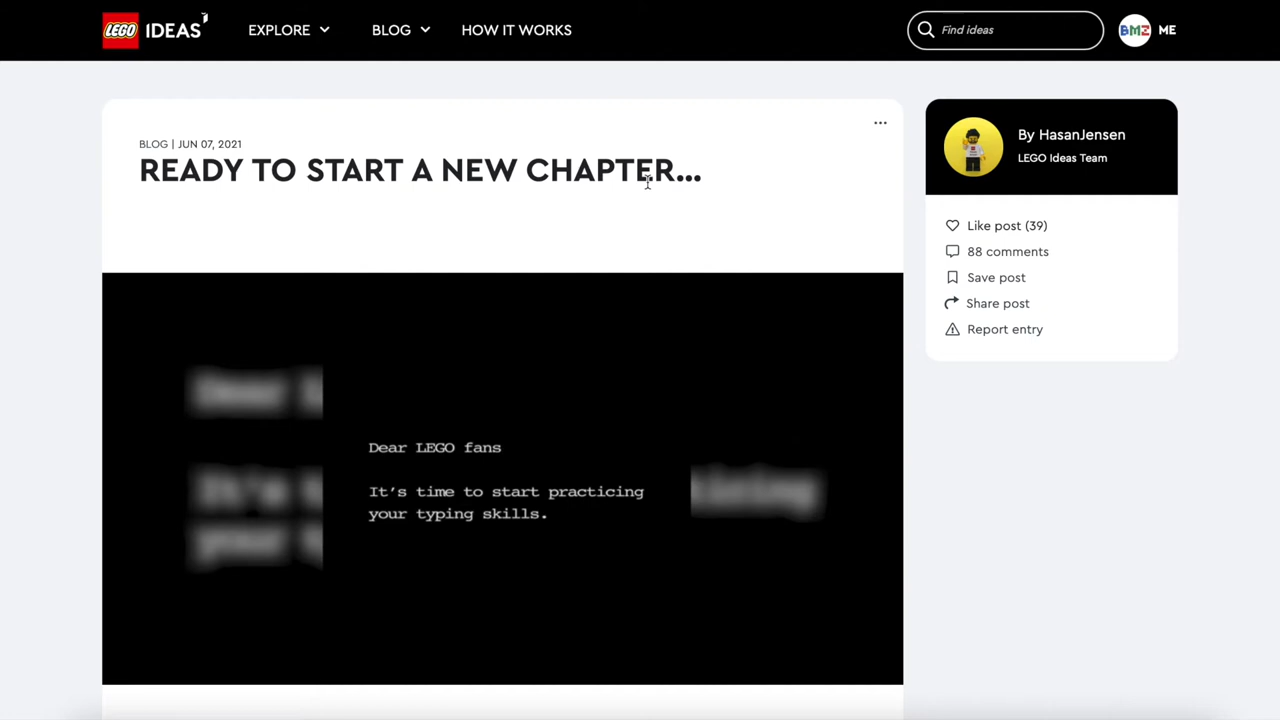 LEGO IDEAS EXPLORE BLOG HOW IT WORKS Find ideas BMZ ME
BLOG | JUN 07, 2021
READY TO START A NEW CHAPTER...
Dear LEGO fans
It's time to start practicing
your typing skills.
By HasanJensen
LEGO Ideas Team
Like post (39)
88 comments
Save post
Share post
Report entry